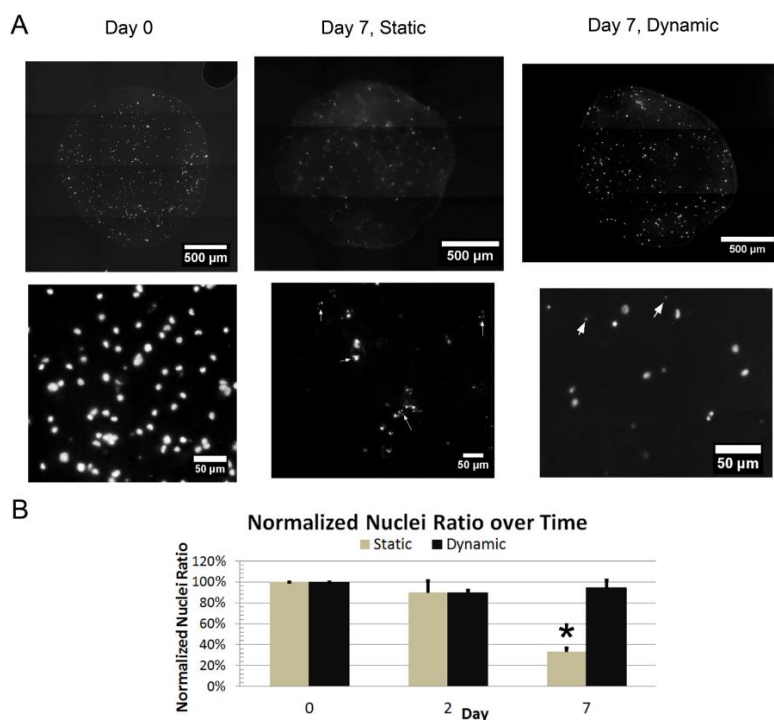 A
Day 0
Day 7, Static
Day 7, Dynamic
500 µm
500 µm
500 µm
50 µm
50 µm
50 µm
B
Normalized Nuclei Ratio over Time
Static Dynamic
Normalized Nuclei Ratio
120%
100%
80%
60%
40%
20%
0%
*
0 2 7
Day